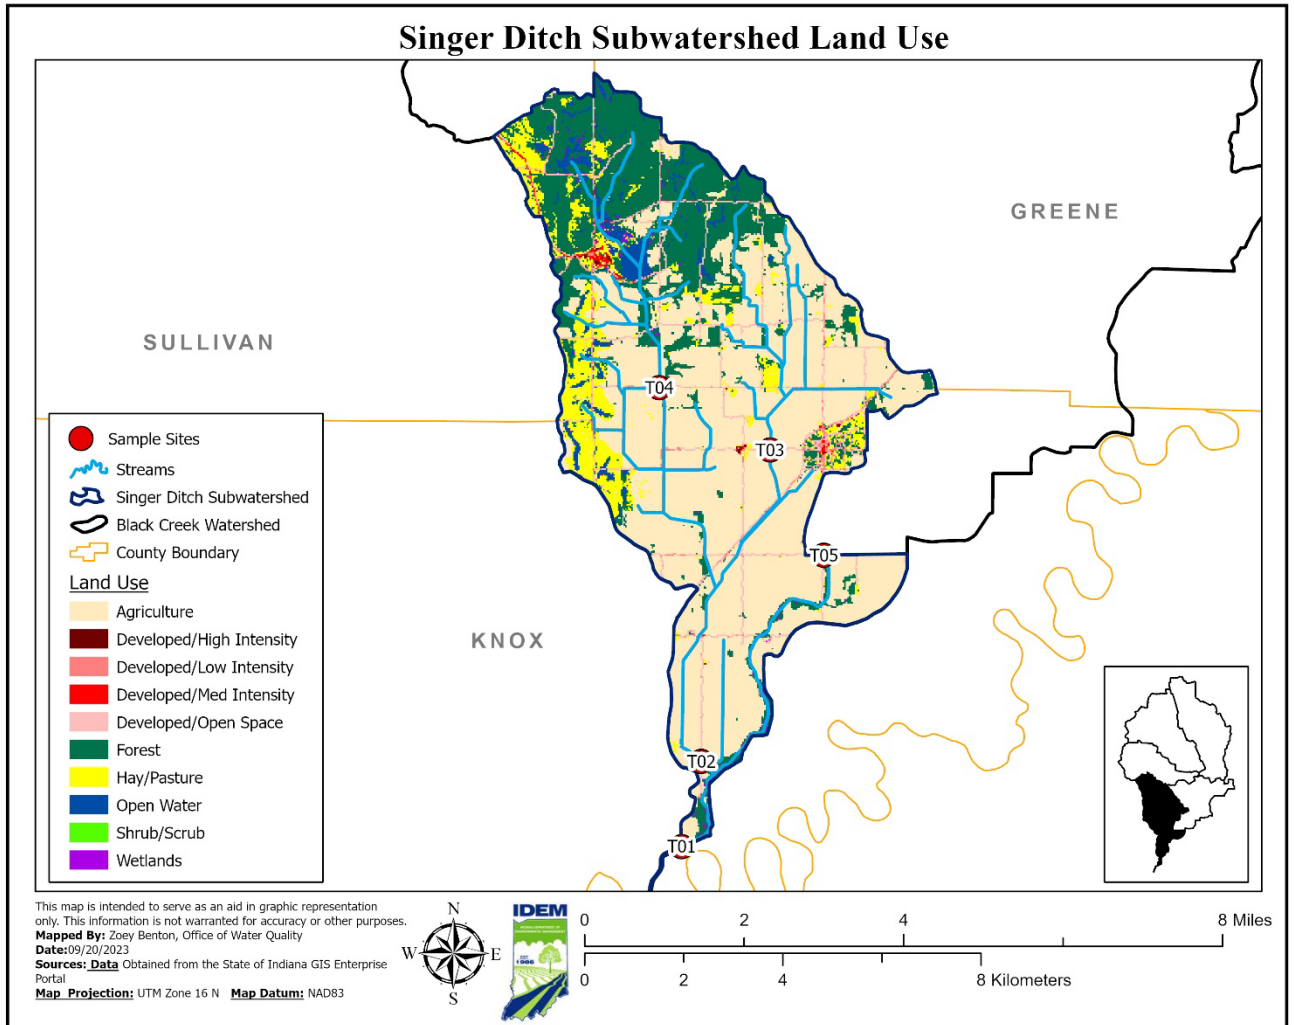 Singer Ditch Subwatershed Land Use
GREENE
SULLIVAN
KNOX
T04
T03
T05
T02
T01
Sample Sites
Streams
Singer Ditch Subwatershed
Black Creek Watershed
County Boundary
Land Use
Agriculture
Developed/High Intensity
Developed/Low Intensity
Developed/Med Intensity
Developed/Open Space
Forest
Hay/Pasture
Open Water
Shrub/Scrub
Wetlands
This map is intended to serve as an aid in graphic representation
only. This information is not warranted for accuracy or other purposes.
Mapped By: Zoey Benton, Office of Water Quality
Date:09/20/2023
Sources: Data Obtained from the State of Indiana GIS Enterprise
Portal
Map Projection: UTM Zone 16 N Map Datum: NAD83
N
W E
S
IDEM
EST.
1986
0 2 4 8 Miles
0 2 4 8 Kilometers